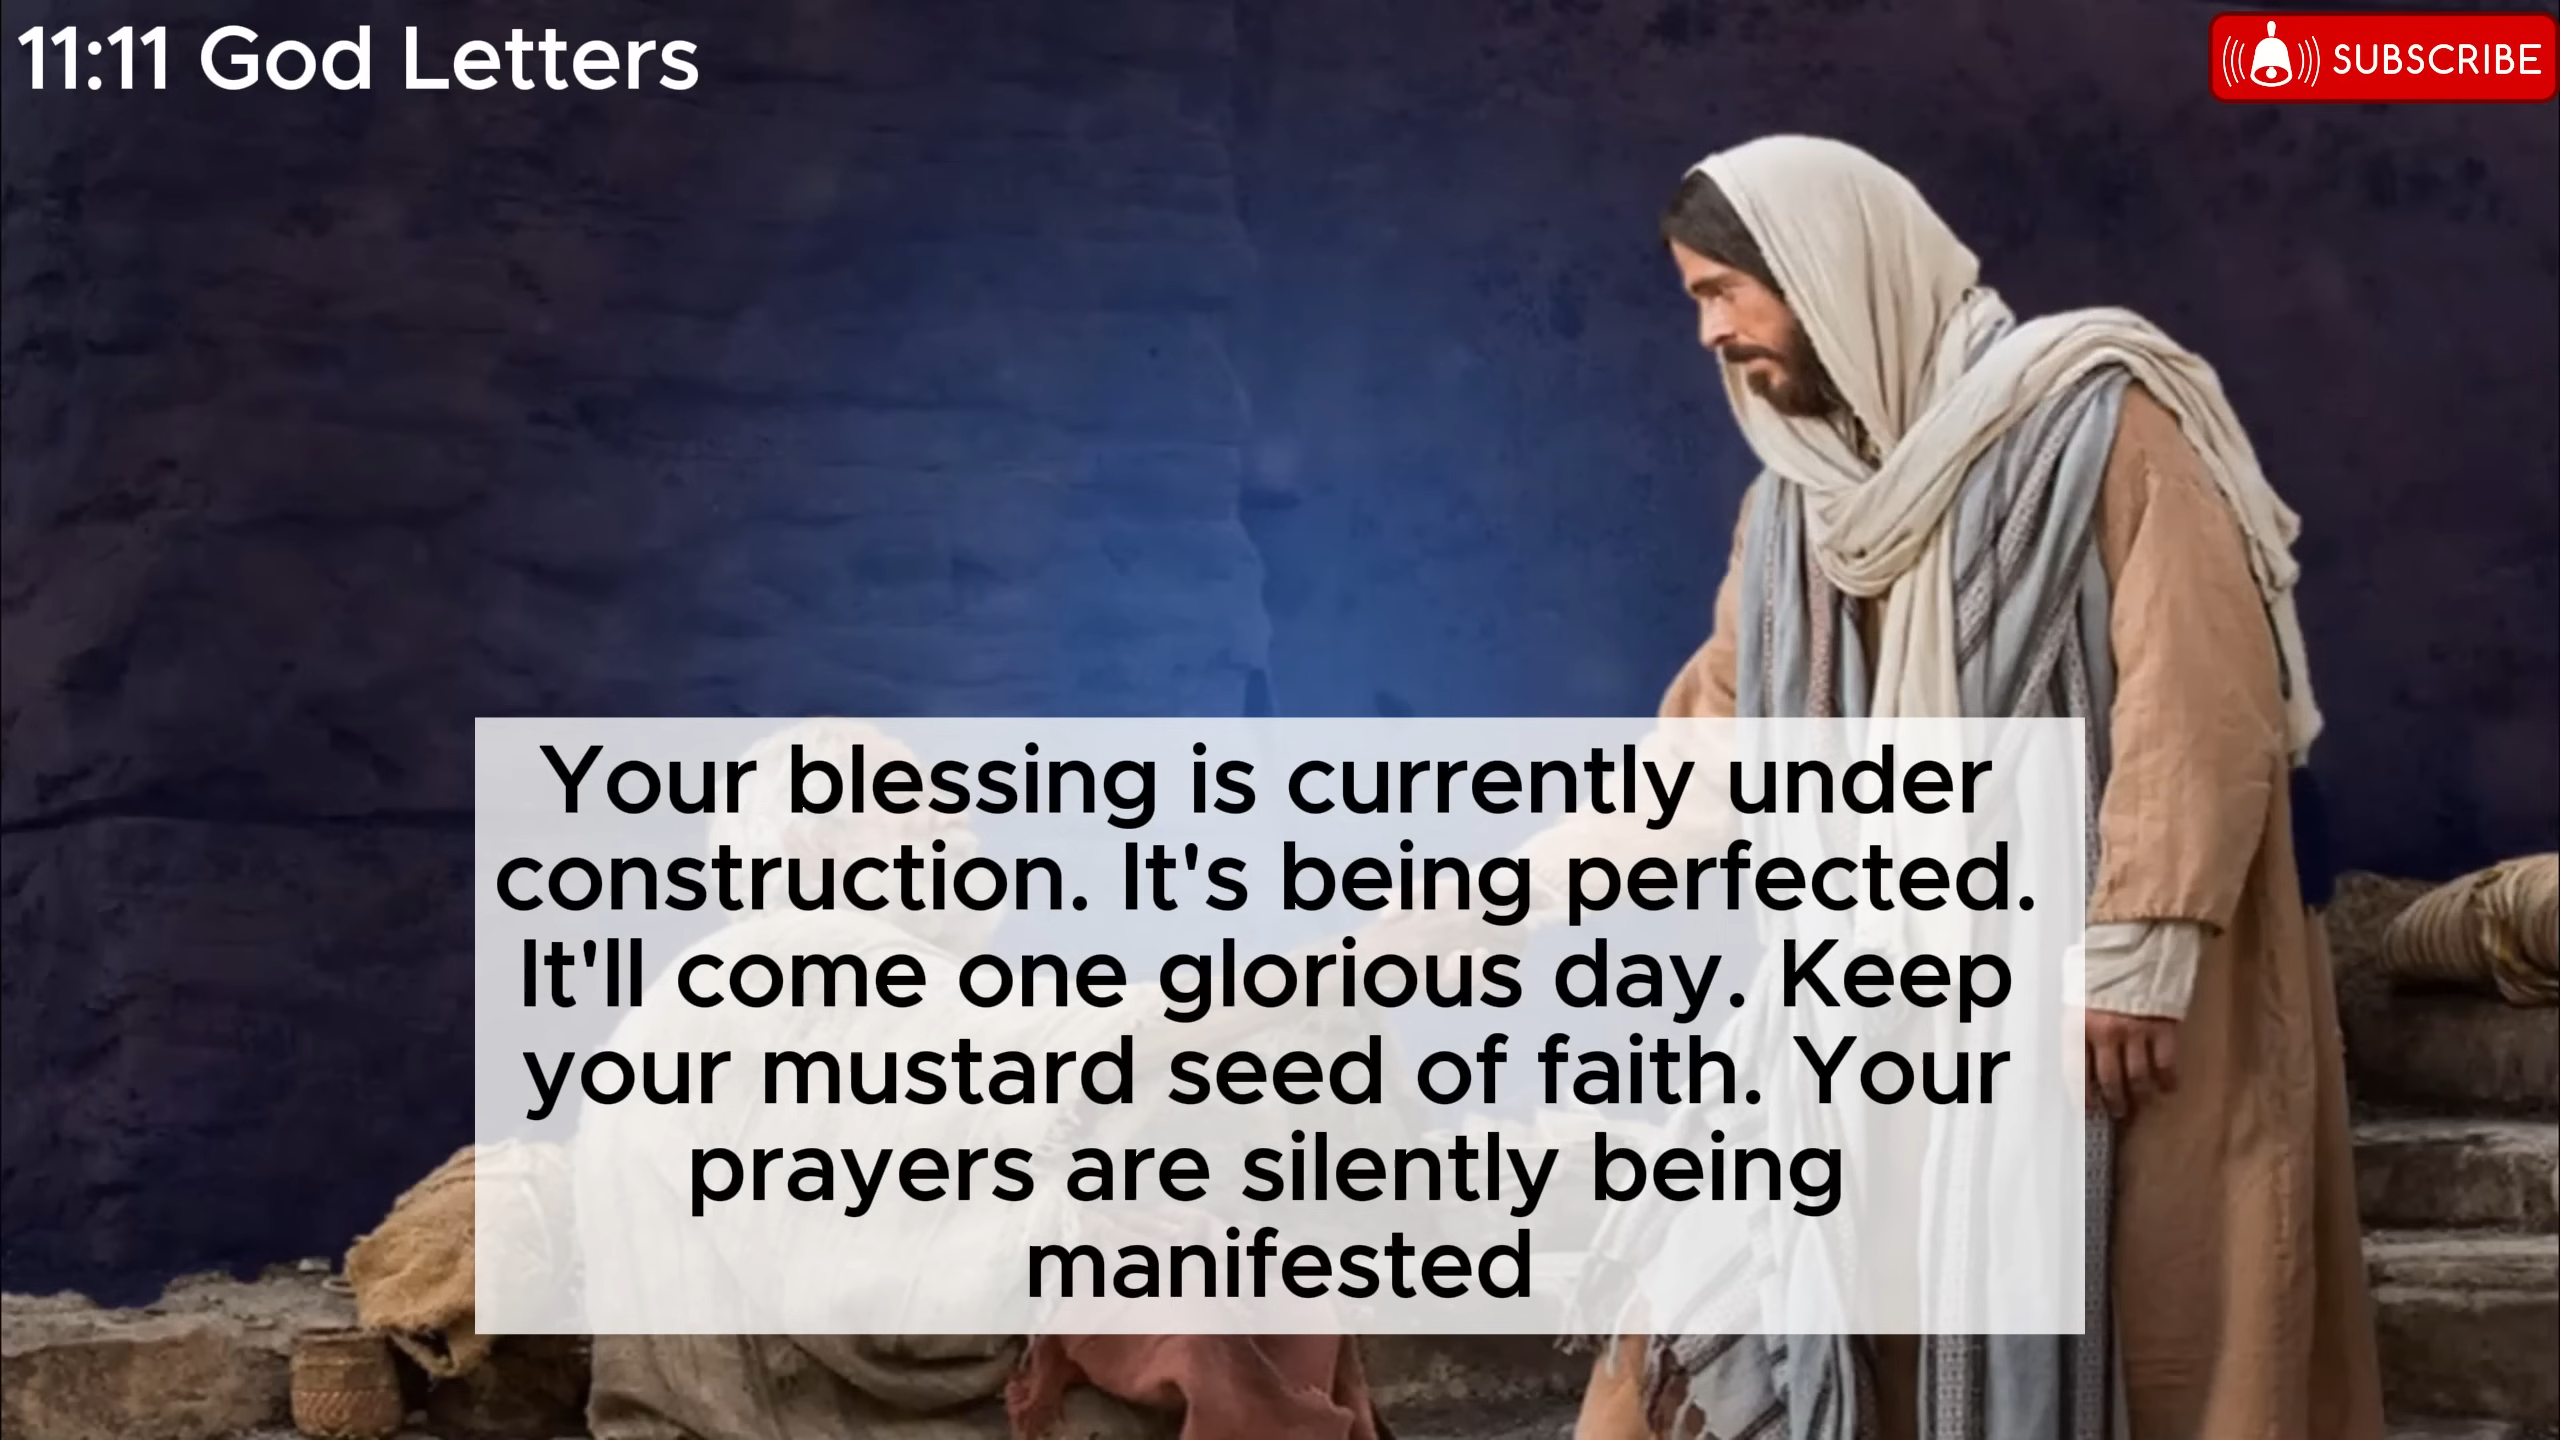 11:11 God Letters
SUBSCRIBE
Your blessing is currently under
construction. It's being perfected.
It'll come one glorious day. Keep
your mustard seed of faith. Your
prayers are silently being
manifested